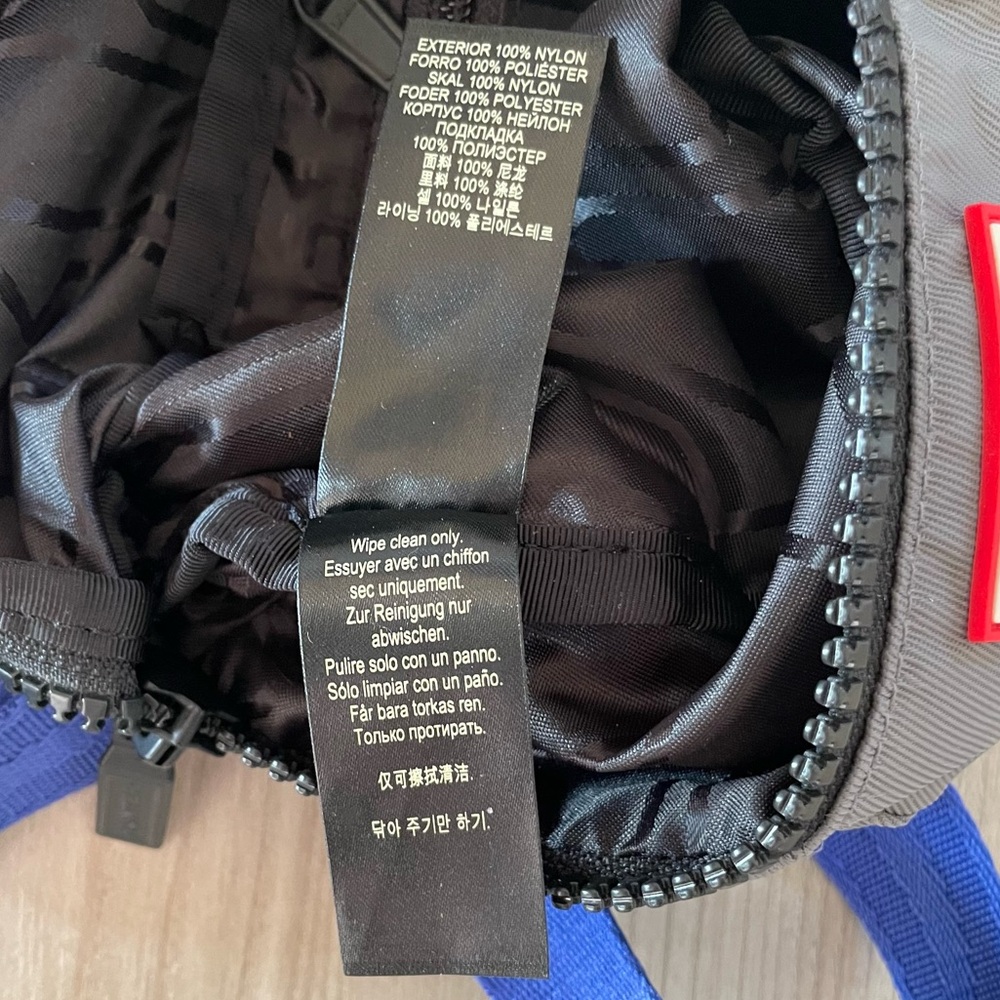 EXTERIOR 100% NYLON
FORRO 100% POLIÉSTER
SKAL 100% NYLON
FODER 100% POLYESTER
КОРПУС 100% НЕЙЛОН
ПОДКЛАДКА
100% ПОЛИЭСТЕР
面料 100% 尼龙
里料 100% 涤纶
셀 100% 나일론
라이닝 100% 폴리에스테르
Wipe clean only.
Essuyer avec un chiffon
sec uniquement.
Zur Reinigung nur
abwischen.
Pulire solo con un panno.
Sólo limpiar con un paño.
Får bara torkas ren.
Только протирать.
仅可擦拭清洁.
닦아 주기만 하기.